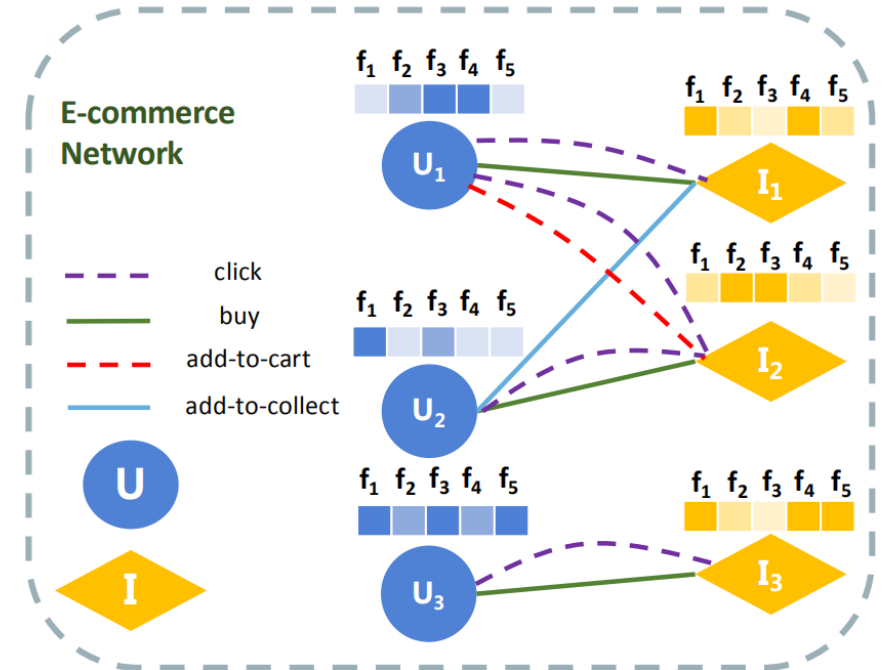 E-commerce
Network
click
buy
add-to-cart
add-to-collect
U
I
f₁ f₂ f₃ f₄ f₅
U₁
f₁ f₂ f₃ f₄ f₅
I₁
f₁ f₂ f₃ f₄ f₅
I₂
f₁ f₂ f₃ f₄ f₅
U₂
f₁ f₂ f₃ f₄ f₅
U₃
f₁ f₂ f₃ f₄ f₅
I₃